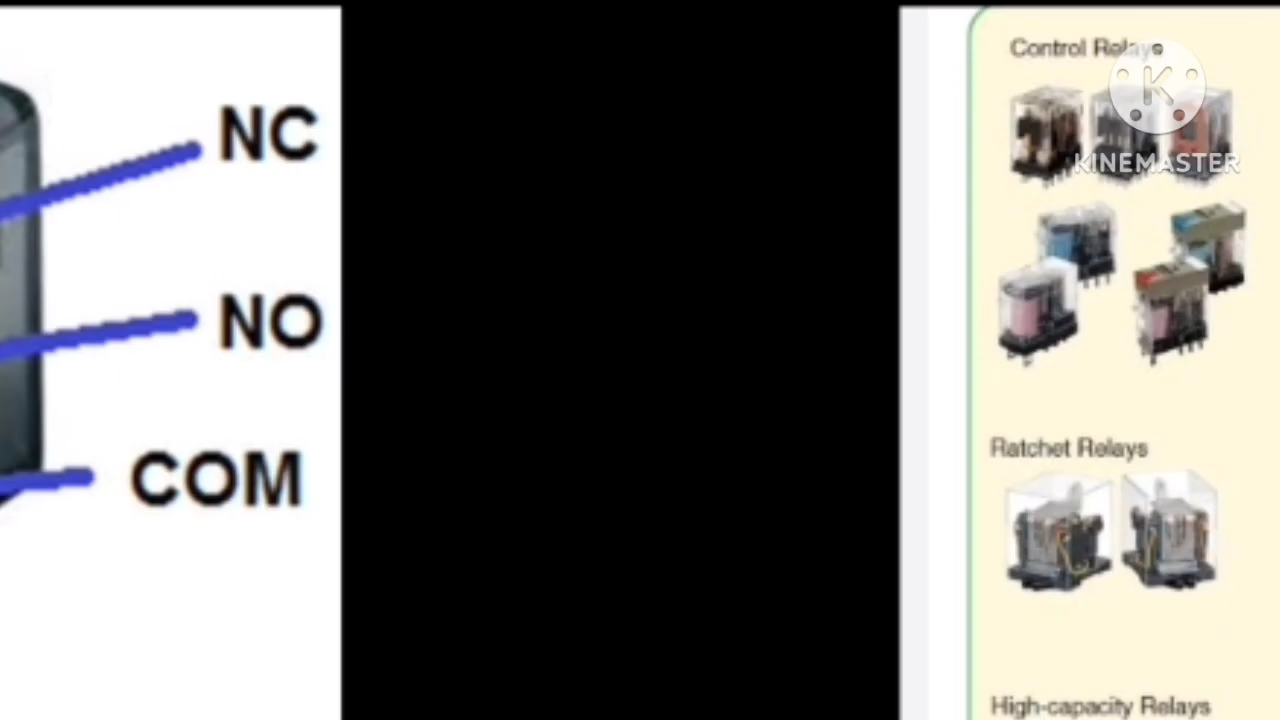 NC
NO
COM
Control Relays
K
KINEMASTER
Ratchet Relays
High-capacity Relays